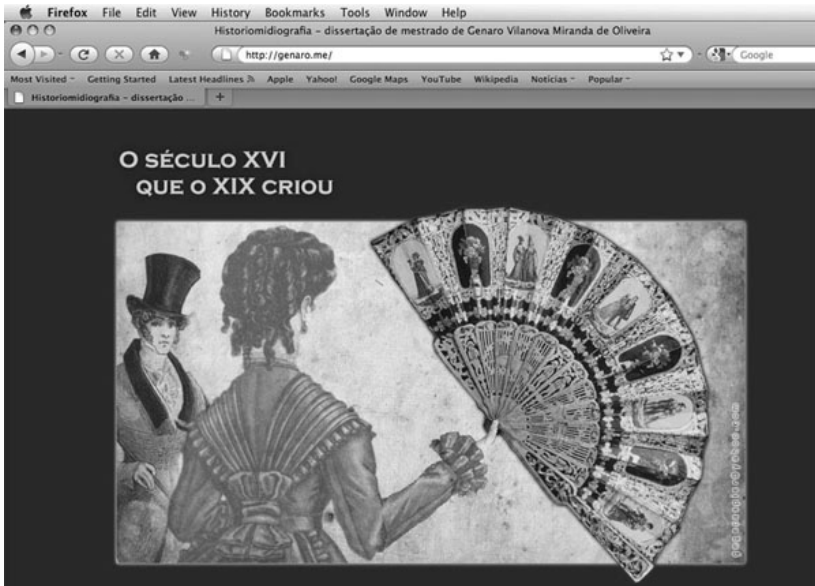 Firefox File Edit View History Bookmarks Tools Window Help
Historiomidiografia – dissertação de mestrado de Genaro Vilanova Miranda de Oliveira
http://genaro.me/
Google
Most Visited Getting Started Latest Headlines Apple Yahoo! Google Maps YouTube Wikipedia Notícias Popular
Historiomidiografia – dissertação ...
O SÉCULO XVI
QUE O XIX CRIOU